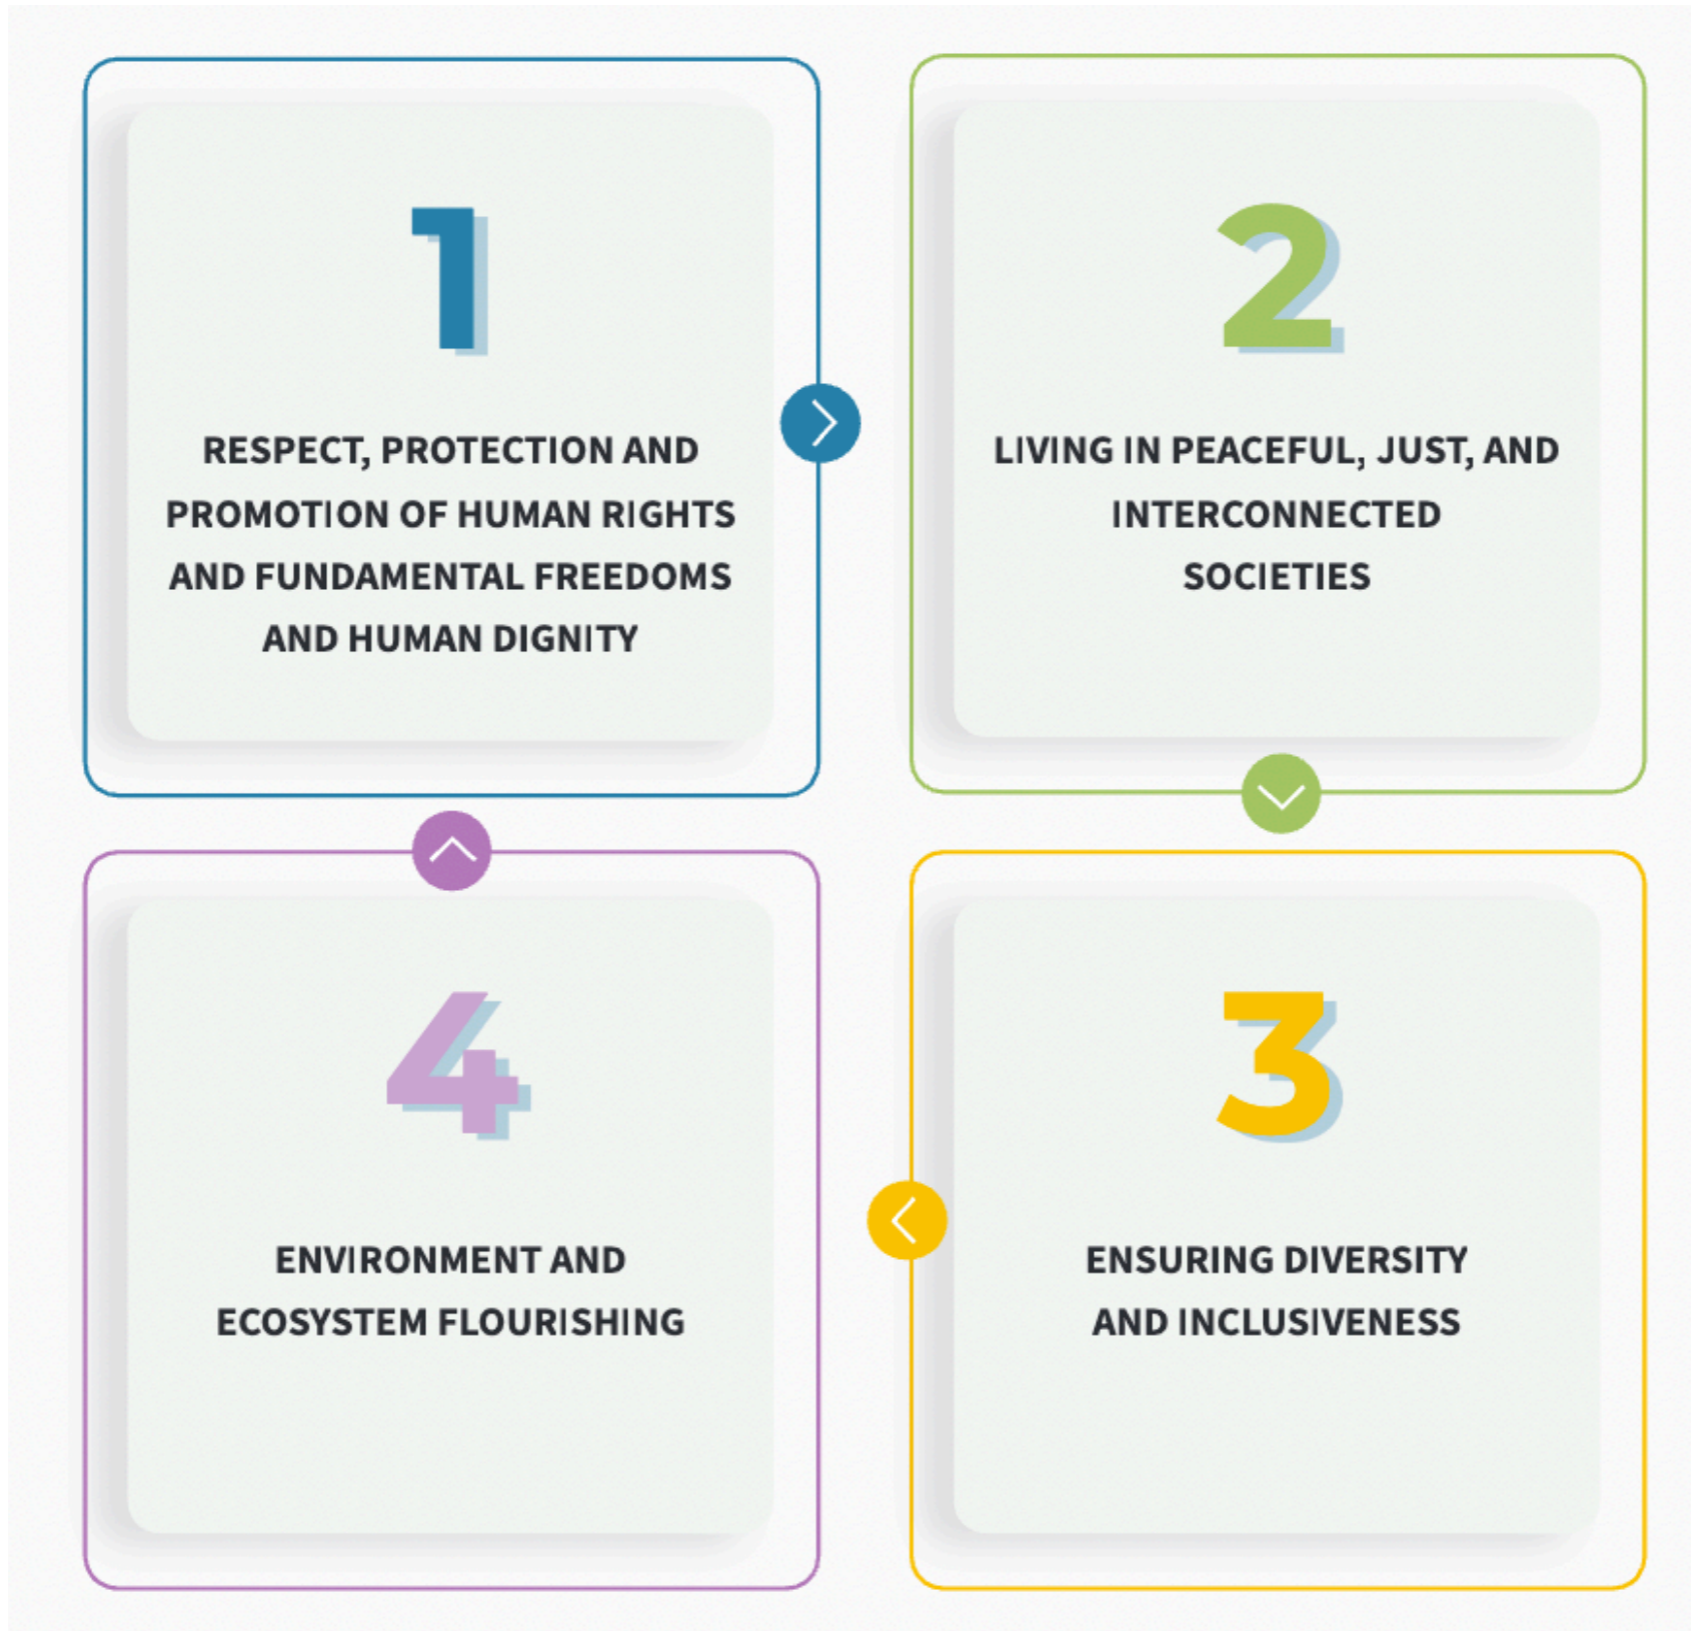 1
RESPECT, PROTECTION AND
PROMOTION OF HUMAN RIGHTS
AND FUNDAMENTAL FREEDOMS
AND HUMAN DIGNITY
2
LIVING IN PEACEFUL, JUST, AND
INTERCONNECTED
SOCIETIES
3
ENSURING DIVERSITY
AND INCLUSIVENESS
4
ENVIRONMENT AND
ECOSYSTEM FLOURISHING